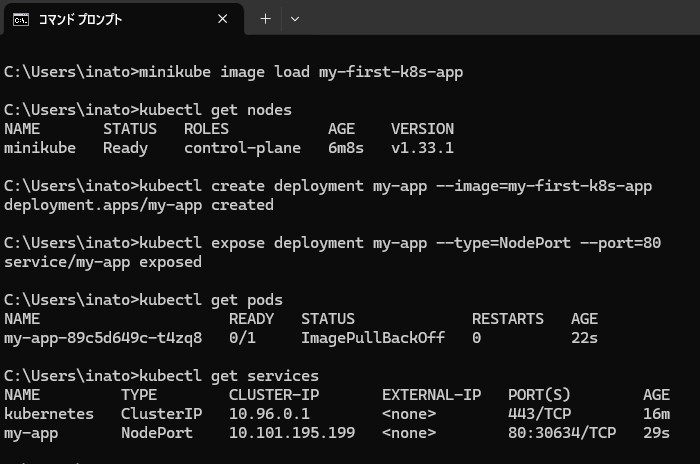 コマンド プロンプト
C:\Users\inato>minikube image load my-first-k8s-app
C:\Users\inato>kubectl get nodes
NAME       STATUS   ROLES           AGE    VERSION
minikube   Ready    control-plane   6m8s   v1.33.1
C:\Users\inato>kubectl create deployment my-app --image=my-first-k8s-app
deployment.apps/my-app created
C:\Users\inato>kubectl expose deployment my-app --type=NodePort --port=80
service/my-app exposed
C:\Users\inato>kubectl get pods
NAME                     READY   STATUS             RESTARTS   AGE
my-app-89c5d649c-t4zq8   0/1     ImagePullBackOff   0          22s
C:\Users\inato>kubectl get services
NAME         TYPE        CLUSTER-IP       EXTERNAL-IP   PORT(S)        AGE
kubernetes   ClusterIP   10.96.0.1        <none>        443/TCP        16m
my-app       NodePort    10.101.195.199   <none>        80:30634/TCP   29s